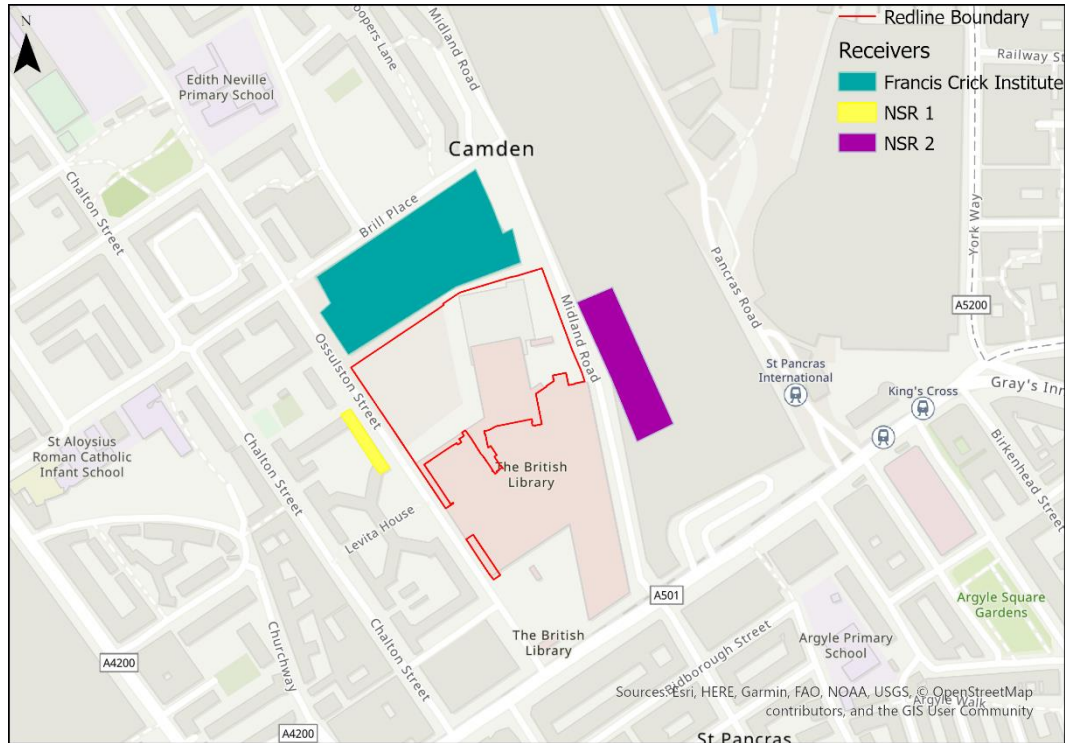 N
Redline Boundary
Receivers
Francis Crick Institute
NSR 1
NSR 2
Coopers Lane
Midland Road
Railway St
Edith Neville
Primary School
Camden
Chalton Street
Brill Place
York Way
Pancras Road
A5200
Midland Road
Ossulston Street
St Pancras
International
King's Cross
Gray's Inn
St Aloysius
Roman Catholic
Infant School
Chalton Street
The British
Library
Birkenhead Street
Levita House
A501
Argyle Square
Gardens
Churchway
Chalton Street
The British
Library
Bidborough Street
Argyle Primary
School
A4200
Sources: Esri, HERE, Garmin, FAO, NOAA, USGS, © OpenStreetMap
contributors, and the GIS User Community
Argyle Walk
A4200
St Pancras